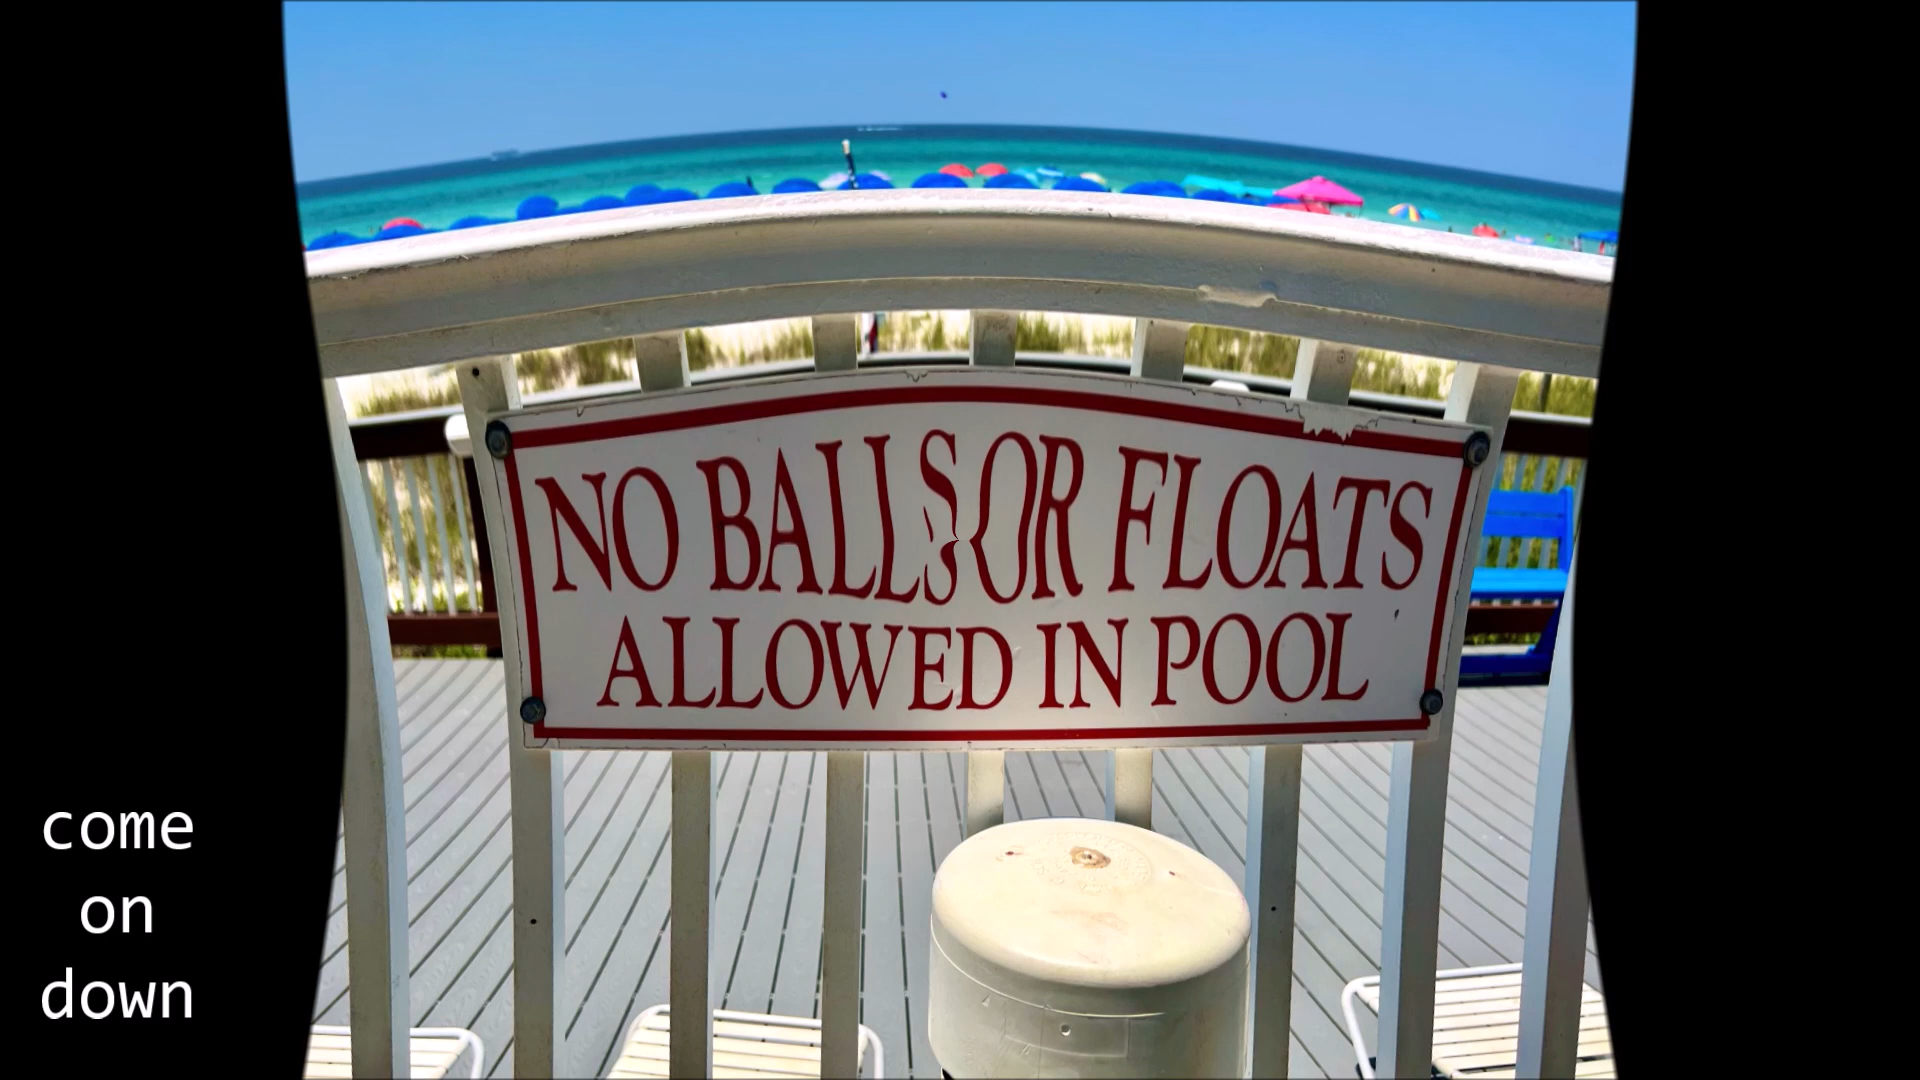 NO BALLS OR FLOATS
ALLOWED IN POOL
come
on
down